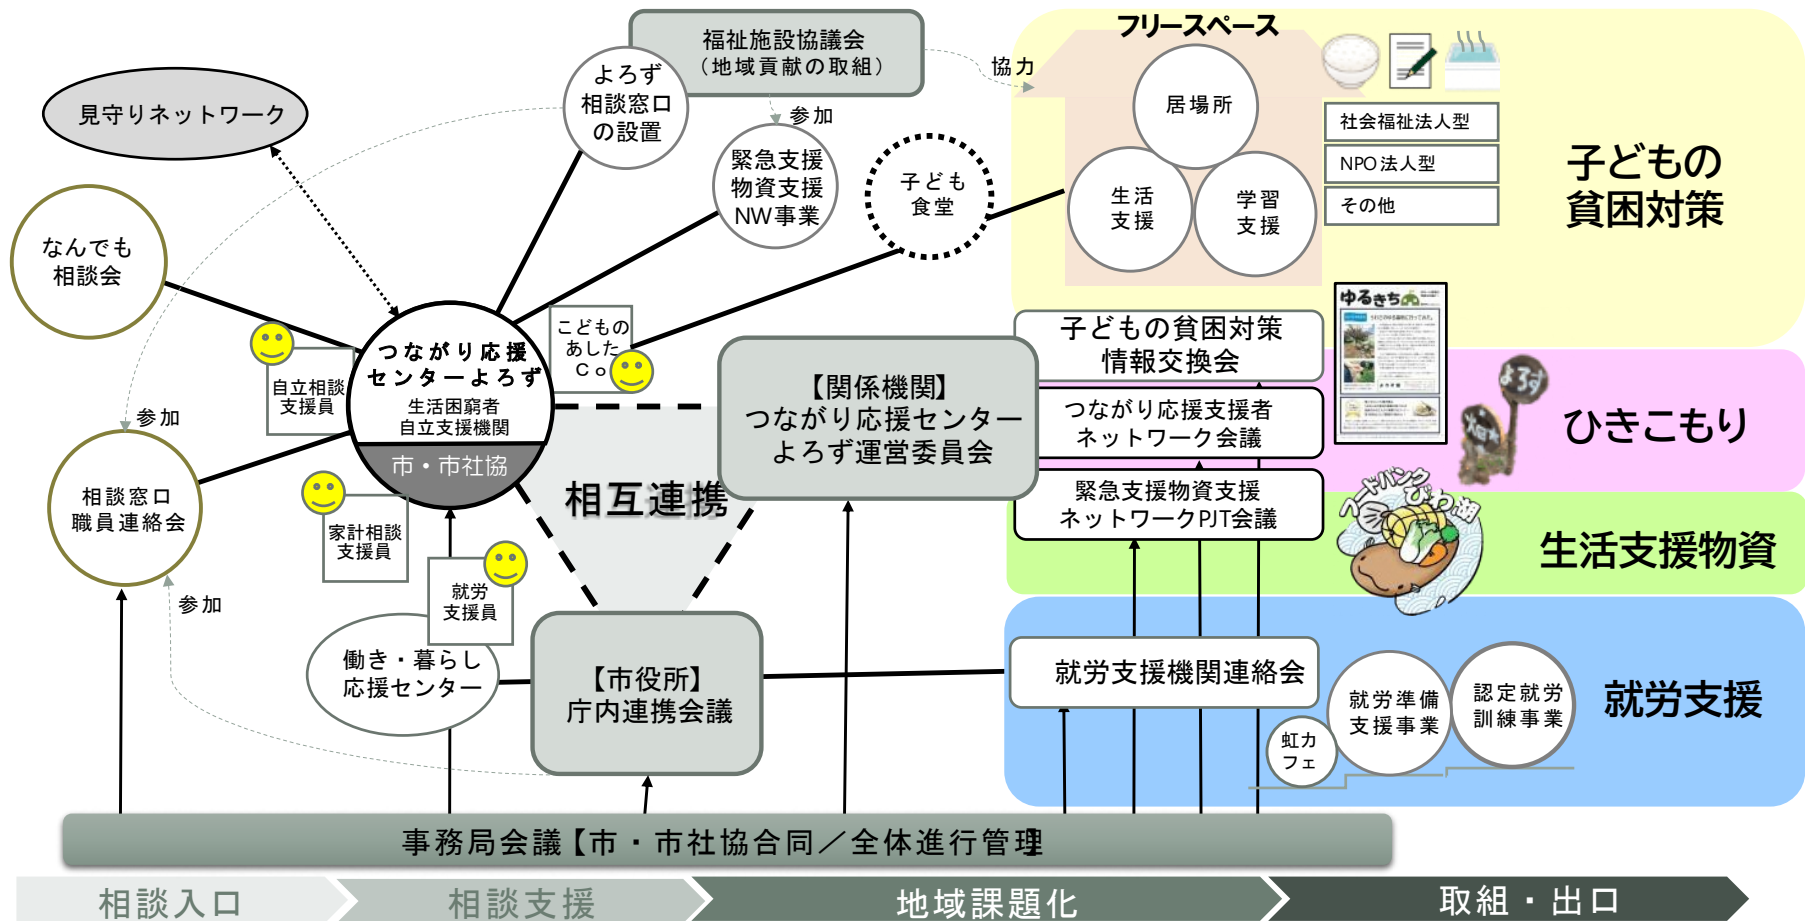 フリースペース
福祉施設協議会
（地域貢献の取組）
協力
よろず
相談窓口
の設置
参加
見守りネットワーク
居場所
社会福祉法人型
NPO法人型
その他
緊急支援
物資支援
NW事業
子ども
食堂
生活
支援
学習
支援
子どもの
貧困対策
なんでも
相談会
つながり応援
センターよろず
生活困窮者
自立支援機関
市・市社協
こどもの
あした
Co
自立相談
支援員
子どもの貧困対策
情報交換会
ゆるきち
【関係機関】
つながり応援センター
よろず運営委員会
つながり応援支援者
ネットワーク会議
よろず
ひきこもり
参加
相談窓口
職員連絡会
相互連携
緊急支援物資支援
ネットワークPJT会議
フードバンクびわ湖
生活支援物資
家計相談
支援員
就労
支援員
参加
働き・暮らし
応援センター
【市役所】
庁内連携会議
就労支援機関連絡会
虹カ
フェ
就労準備
支援事業
認定就労
訓練事業
就労支援
事務局会議【市・市社協合同／全体進行管理】
相談入口
相談支援
地域課題化
取組・出口